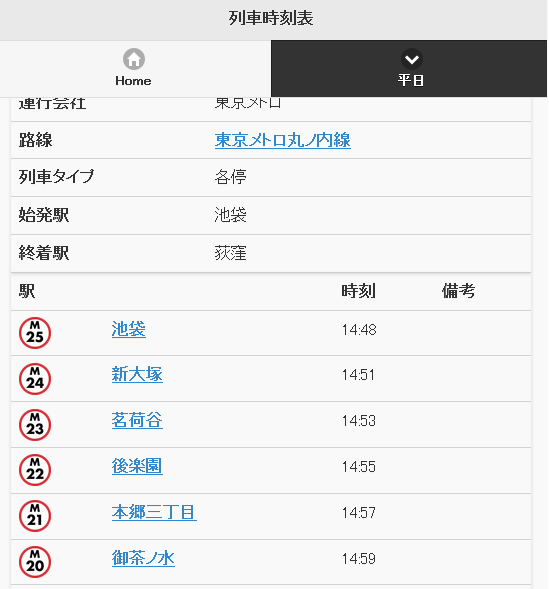 列車時刻表
Home
平日
運行会社 東京メトロ
路線 東京メトロ丸ノ内線
列車タイプ 各停
始発駅 池袋
終着駅 荻窪
駅 時刻 備考
M 25 池袋 14:48
M 24 新大塚 14:51
M 23 茗荷谷 14:53
M 22 後楽園 14:55
M 21 本郷三丁目 14:57
M 20 御茶ノ水 14:59